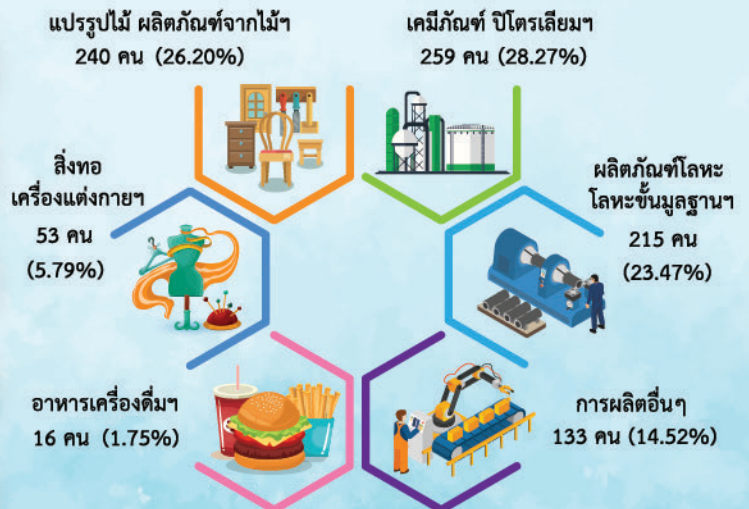 แปรรูปไม้ ผลิตภัณฑ์จากไม้ฯ
240 คน (26.20%)
เคมีภัณฑ์ ปิโตรเลียมฯ
259 คน (28.27%)
สิ่งทอ
เครื่องแต่งกายฯ
53 คน
(5.79%)
ผลิตภัณฑ์โลหะ
โลหะขั้นมูลฐานฯ
215 คน
(23.47%)
อาหารเครื่องดื่มฯ
16 คน (1.75%)
การผลิตอื่นๆ
133 คน (14.52%)